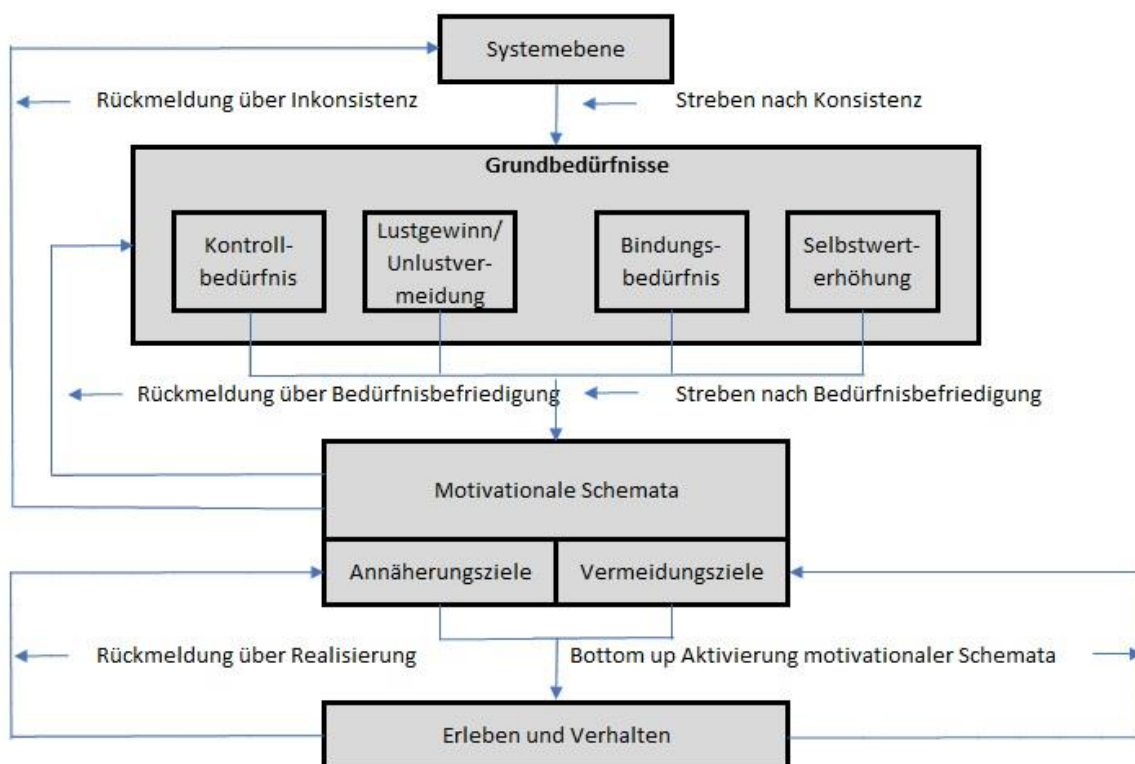 Systemebene
Rückmeldung über Inkonsistenz
Streben nach Konsistenz
Grundbedürfnisse
Kontroll-
bedürfnis
Lustgewinn/
Unlustver-
meidung
Bindungs-
bedürfnis
Selbstwert-
erhöhung
Rückmeldung über Bedürfnisbefriedigung
Streben nach Bedürfnisbefriedigung
Motivationale Schemata
Annäherungsziele
Vermeidungsziele
Rückmeldung über Realisierung
Bottom up Aktivierung motivationaler Schemata
Erleben und Verhalten